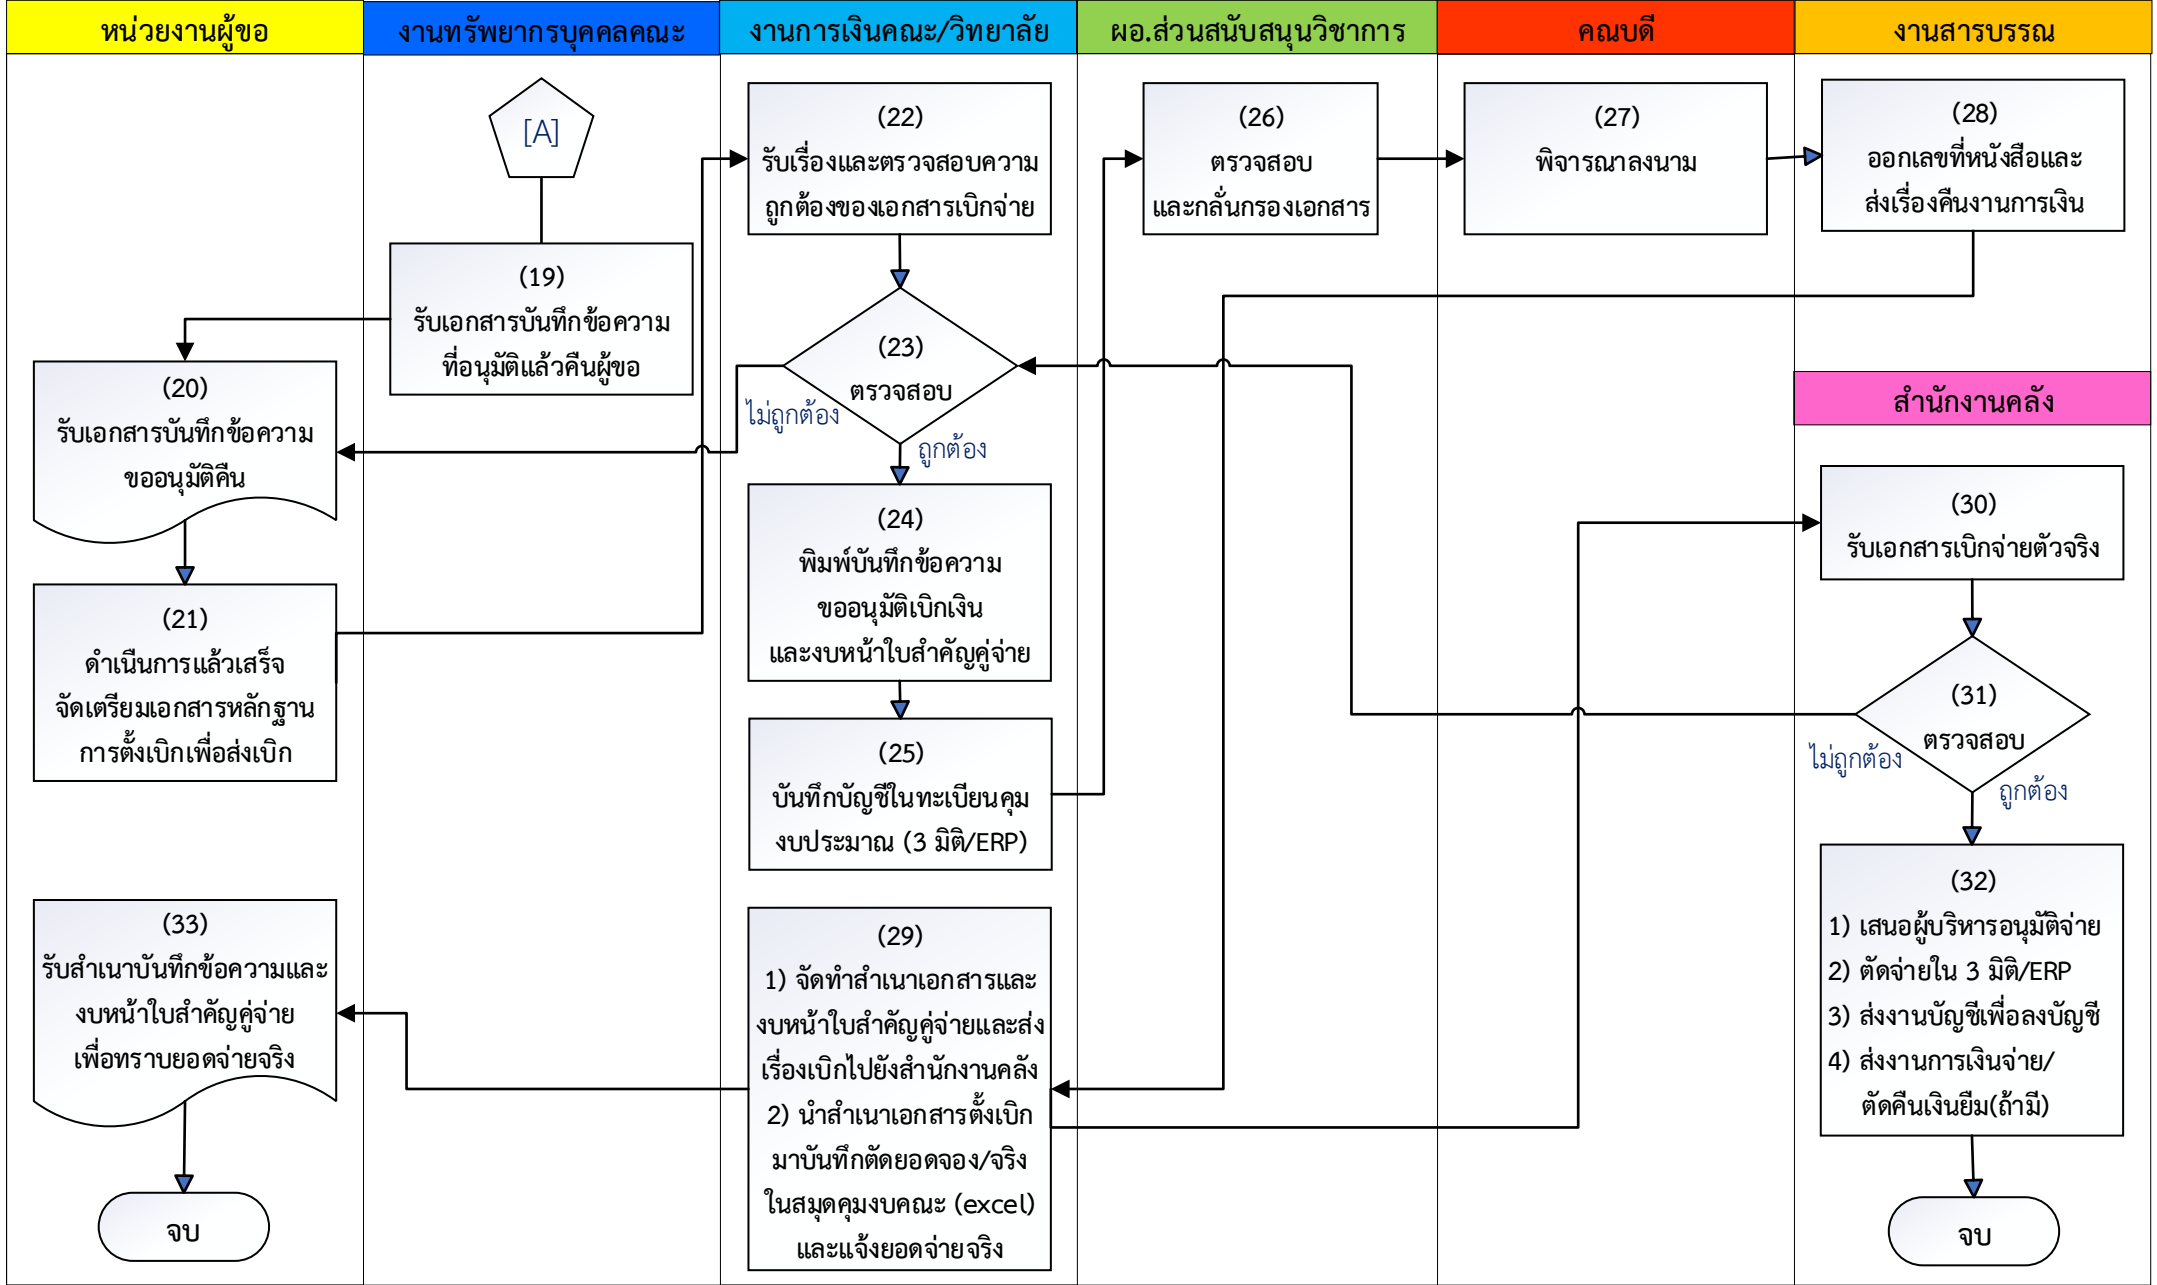 หน่วยงานผู้ขอ
งานทรัพยากรบุคคลคณะ
งานการเงินคณะ/วิทยาลัย
ผอ.ส่วนสนับสนุนวิชาการ
คณบดี
งานสารบรรณ
[A]
(19)
รับเอกสารบันทึกข้อความ
ที่อนุมัติแล้วคืนผู้ขอ
(20)
รับเอกสารบันทึกข้อความ
ขออนุมัติคืน
(21)
ดำเนินการแล้วเสร็จ
จัดเตรียมเอกสารหลักฐาน
การตั้งเบิกเพื่อส่งเบิก
(22)
รับเรื่องและตรวจสอบความ
ถูกต้องของเอกสารเบิกจ่าย
(23)
ตรวจสอบ
ไม่ถูกต้อง
ถูกต้อง
(24)
พิมพ์บันทึกข้อความ
ขออนุมัติเบิกเงิน
และงบหน้าใบสำคัญคู่จ่าย
(25)
บันทึกบัญชีในทะเบียนคุม
งบประมาณ (3 มิติ/ERP)
(26)
ตรวจสอบ
และกลั่นกรองเอกสาร
(27)
พิจารณาลงนาม
(28)
ออกเลขที่หนังสือและ
ส่งเรื่องคืนงานการเงิน
(29)
1) จัดทำสำเนาเอกสารและ
งบหน้าใบสำคัญคู่จ่ายและส่ง
เรื่องเบิกไปยังสำนักงานคลัง
2) นำสำเนาเอกสารตั้งเบิก
มาบันทึกตัดยอดจอง/จริง
ในสมุดคุมงบคณะ (excel)
และแจ้งยอดจ่ายจริง
สำนักงานคลัง
(30)
รับเอกสารเบิกจ่ายตัวจริง
(31)
ตรวจสอบ
ไม่ถูกต้อง
ถูกต้อง
(32)
1) เสนอผู้บริหารอนุมัติจ่าย
2) ตัดจ่ายใน 3 มิติ/ERP
3) ส่งงานบัญชีเพื่อลงบัญชี
4) ส่งงานการเงินจ่าย/
ตัดคืนเงินยืม(ถ้ามี)
จบ
(33)
รับสำเนาบันทึกข้อความและ
งบหน้าใบสำคัญคู่จ่าย
เพื่อทราบยอดจ่ายจริง
จบ